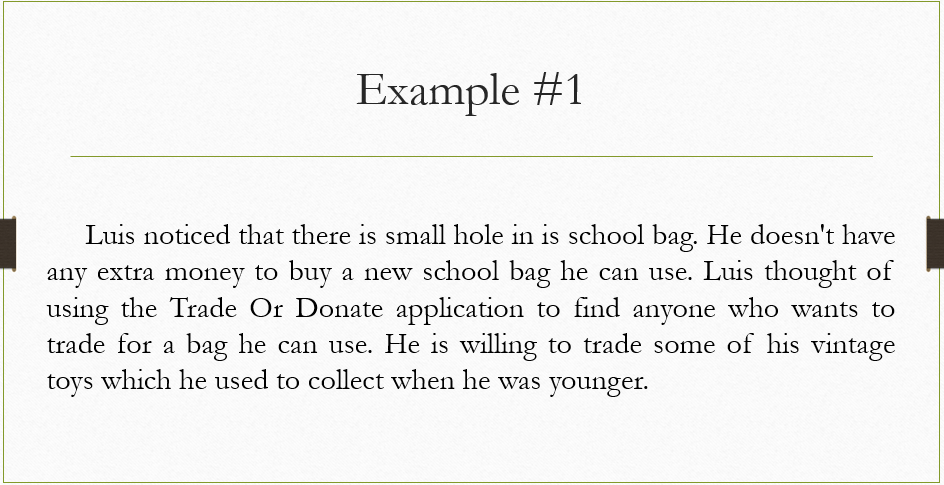 Example #1
Luis noticed that there is small hole in is school bag. He doesn't have
any extra money to buy a new school bag he can use. Luis thought of
using the Trade Or Donate application to find anyone who wants to
trade for a bag he can use. He is willing to trade some of his vintage
toys which he used to collect when he was younger.